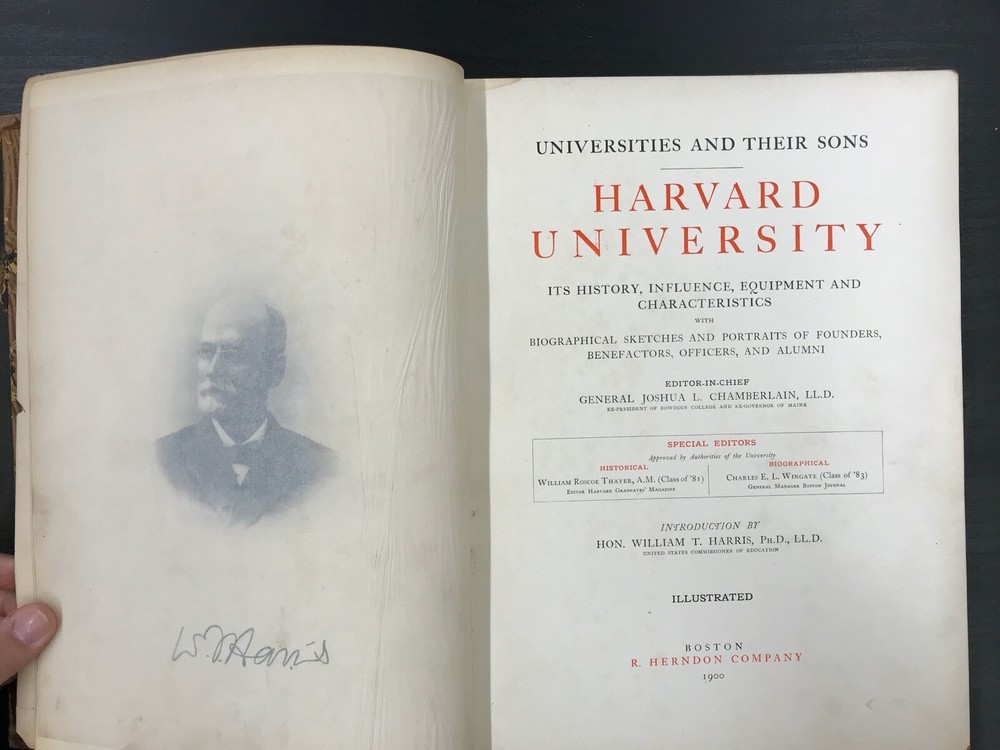 W. T. Harris
UNIVERSITIES AND THEIR SONS
HARVARD
UNIVERSITY
ITS HISTORY, INFLUENCE, EQUIPMENT AND
CHARACTERISTICS
WITH
BIOGRAPHICAL SKETCHES AND PORTRAITS OF FOUNDERS,
BENEFACTORS, OFFICERS, AND ALUMNI
EDITOR-IN-CHIEF
GENERAL JOSHUA L. CHAMBERLAIN, LL.D.
EX-PRESIDENT OF BOWDOIN COLLEGE AND EX-GOVERNOR OF MAINE
SPECIAL EDITORS
Approved by Authorities of the University
HISTORICAL
WILLIAM ROSCOE THAYER, A.M. (Class of '81)
EDITOR HARVARD GRADUATES' MAGAZINE
BIOGRAPHICAL
CHARLES E. L. WINGATE (Class of '83)
GENERAL MANAGER BOSTON JOURNAL
INTRODUCTION BY
HON. WILLIAM T. HARRIS, PH.D., LL.D.
UNITED STATES COMMISSIONER OF EDUCATION
ILLUSTRATED
BOSTON
R. HERNDON COMPANY
1900